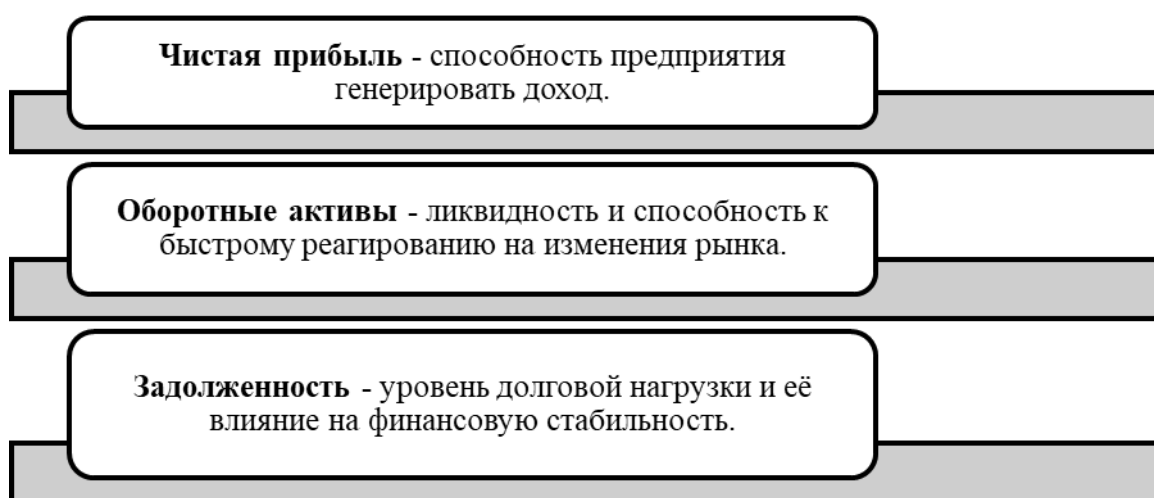 Чистая прибыль - способность предприятия
генерировать доход.
Оборотные активы - ликвидность и способность к
быстрому реагированию на изменения рынка.
Задолженность - уровень долговой нагрузки и её
влияние на финансовую стабильность.